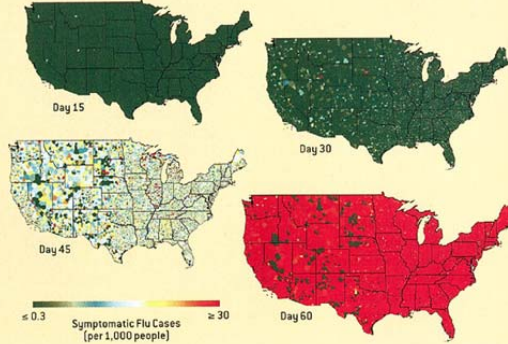 Day 15
Day 30
Day 45
Day 60
≤ 0.3
≥ 30
Symptomatic Flu Cases
(per 1,000 people)